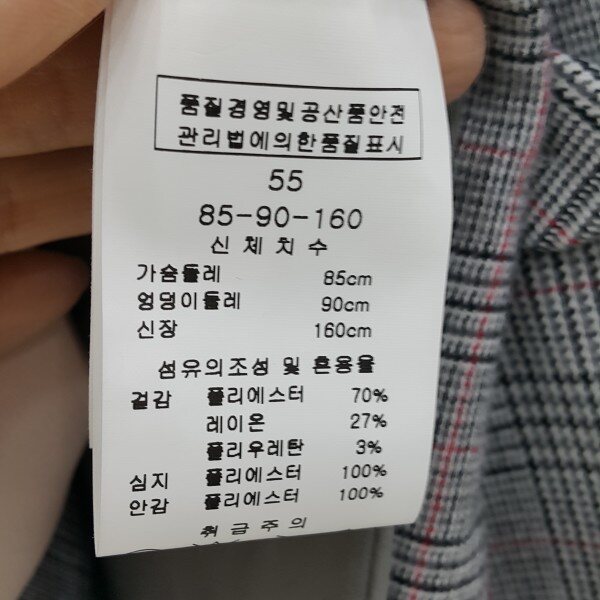 품질경영및공산품안전
관리법에의한품질표시
55
85-90-160
신체치수
가슴둘레 85cm
엉덩이둘레 90cm
신장 160cm
섬유의조성 및 혼용율
겉감 폴리에스터 70%
레이온 27%
폴리우레탄 3%
심지 폴리에스터 100%
안감 폴리에스터 100%
취급주의